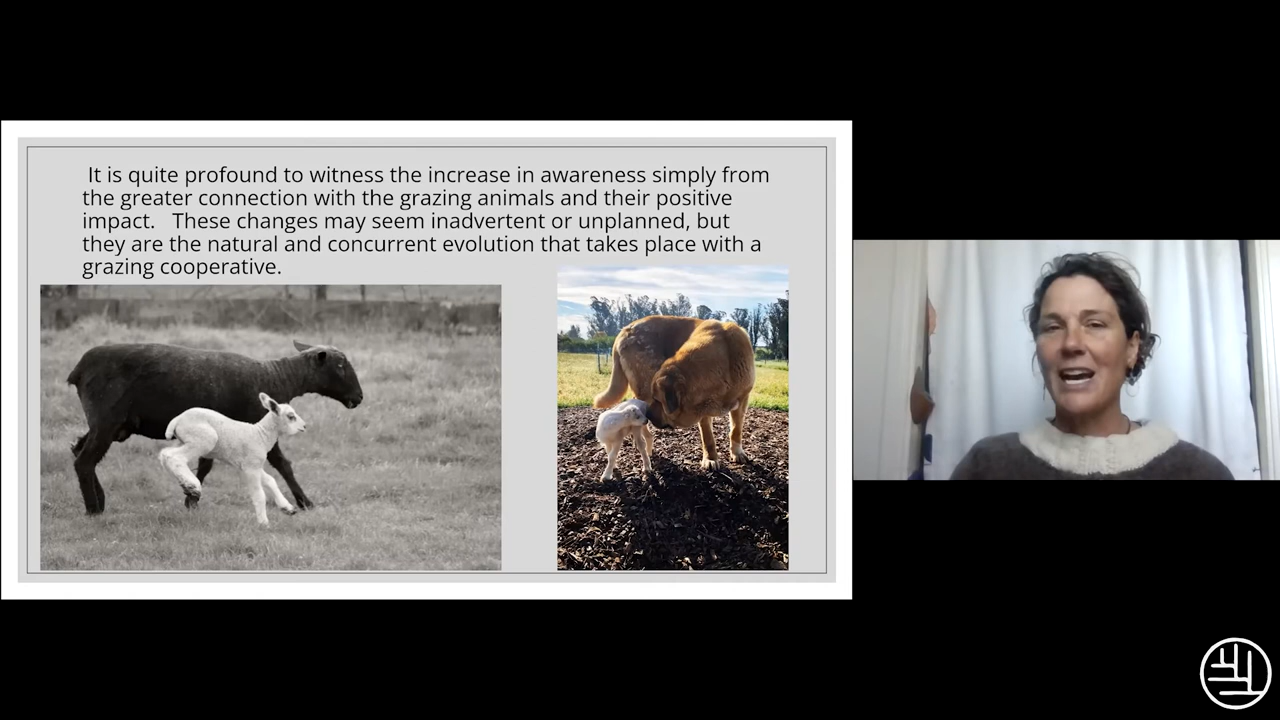 It is quite profound to witness the increase in awareness simply from
the greater connection with the grazing animals and their positive
impact.   These changes may seem inadvertent or unplanned, but
they are the natural and concurrent evolution that takes place with a
grazing cooperative.